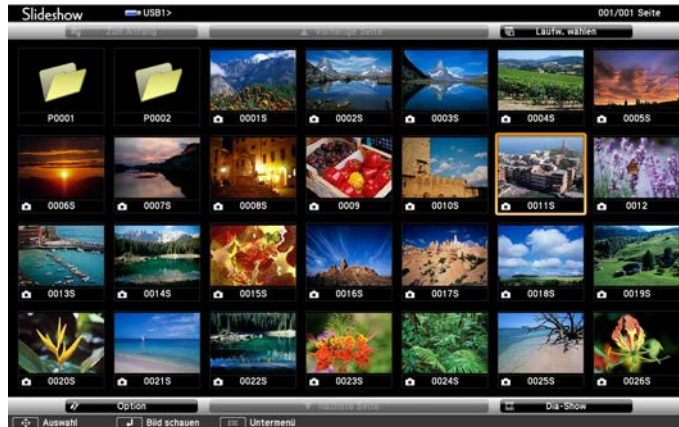 Slideshow USB1> 001/001 Seite
Zum Anfang ▲ Vorherige Seite Laufw. wählen
P0001 P0002 0001S 0002S 0003S 0004S 0005S
0006S 0007S 0008S 0009 0010S 0011S 0012
0013S 0014S 0015S 0016S 0017S 0018S 0019S
0020S 0021S 0022S 0023S 0024S 0025S 0026S
Option ▼ Nächste Seite Dia-Show
Auswahl Bild schauen ESC Untermenü